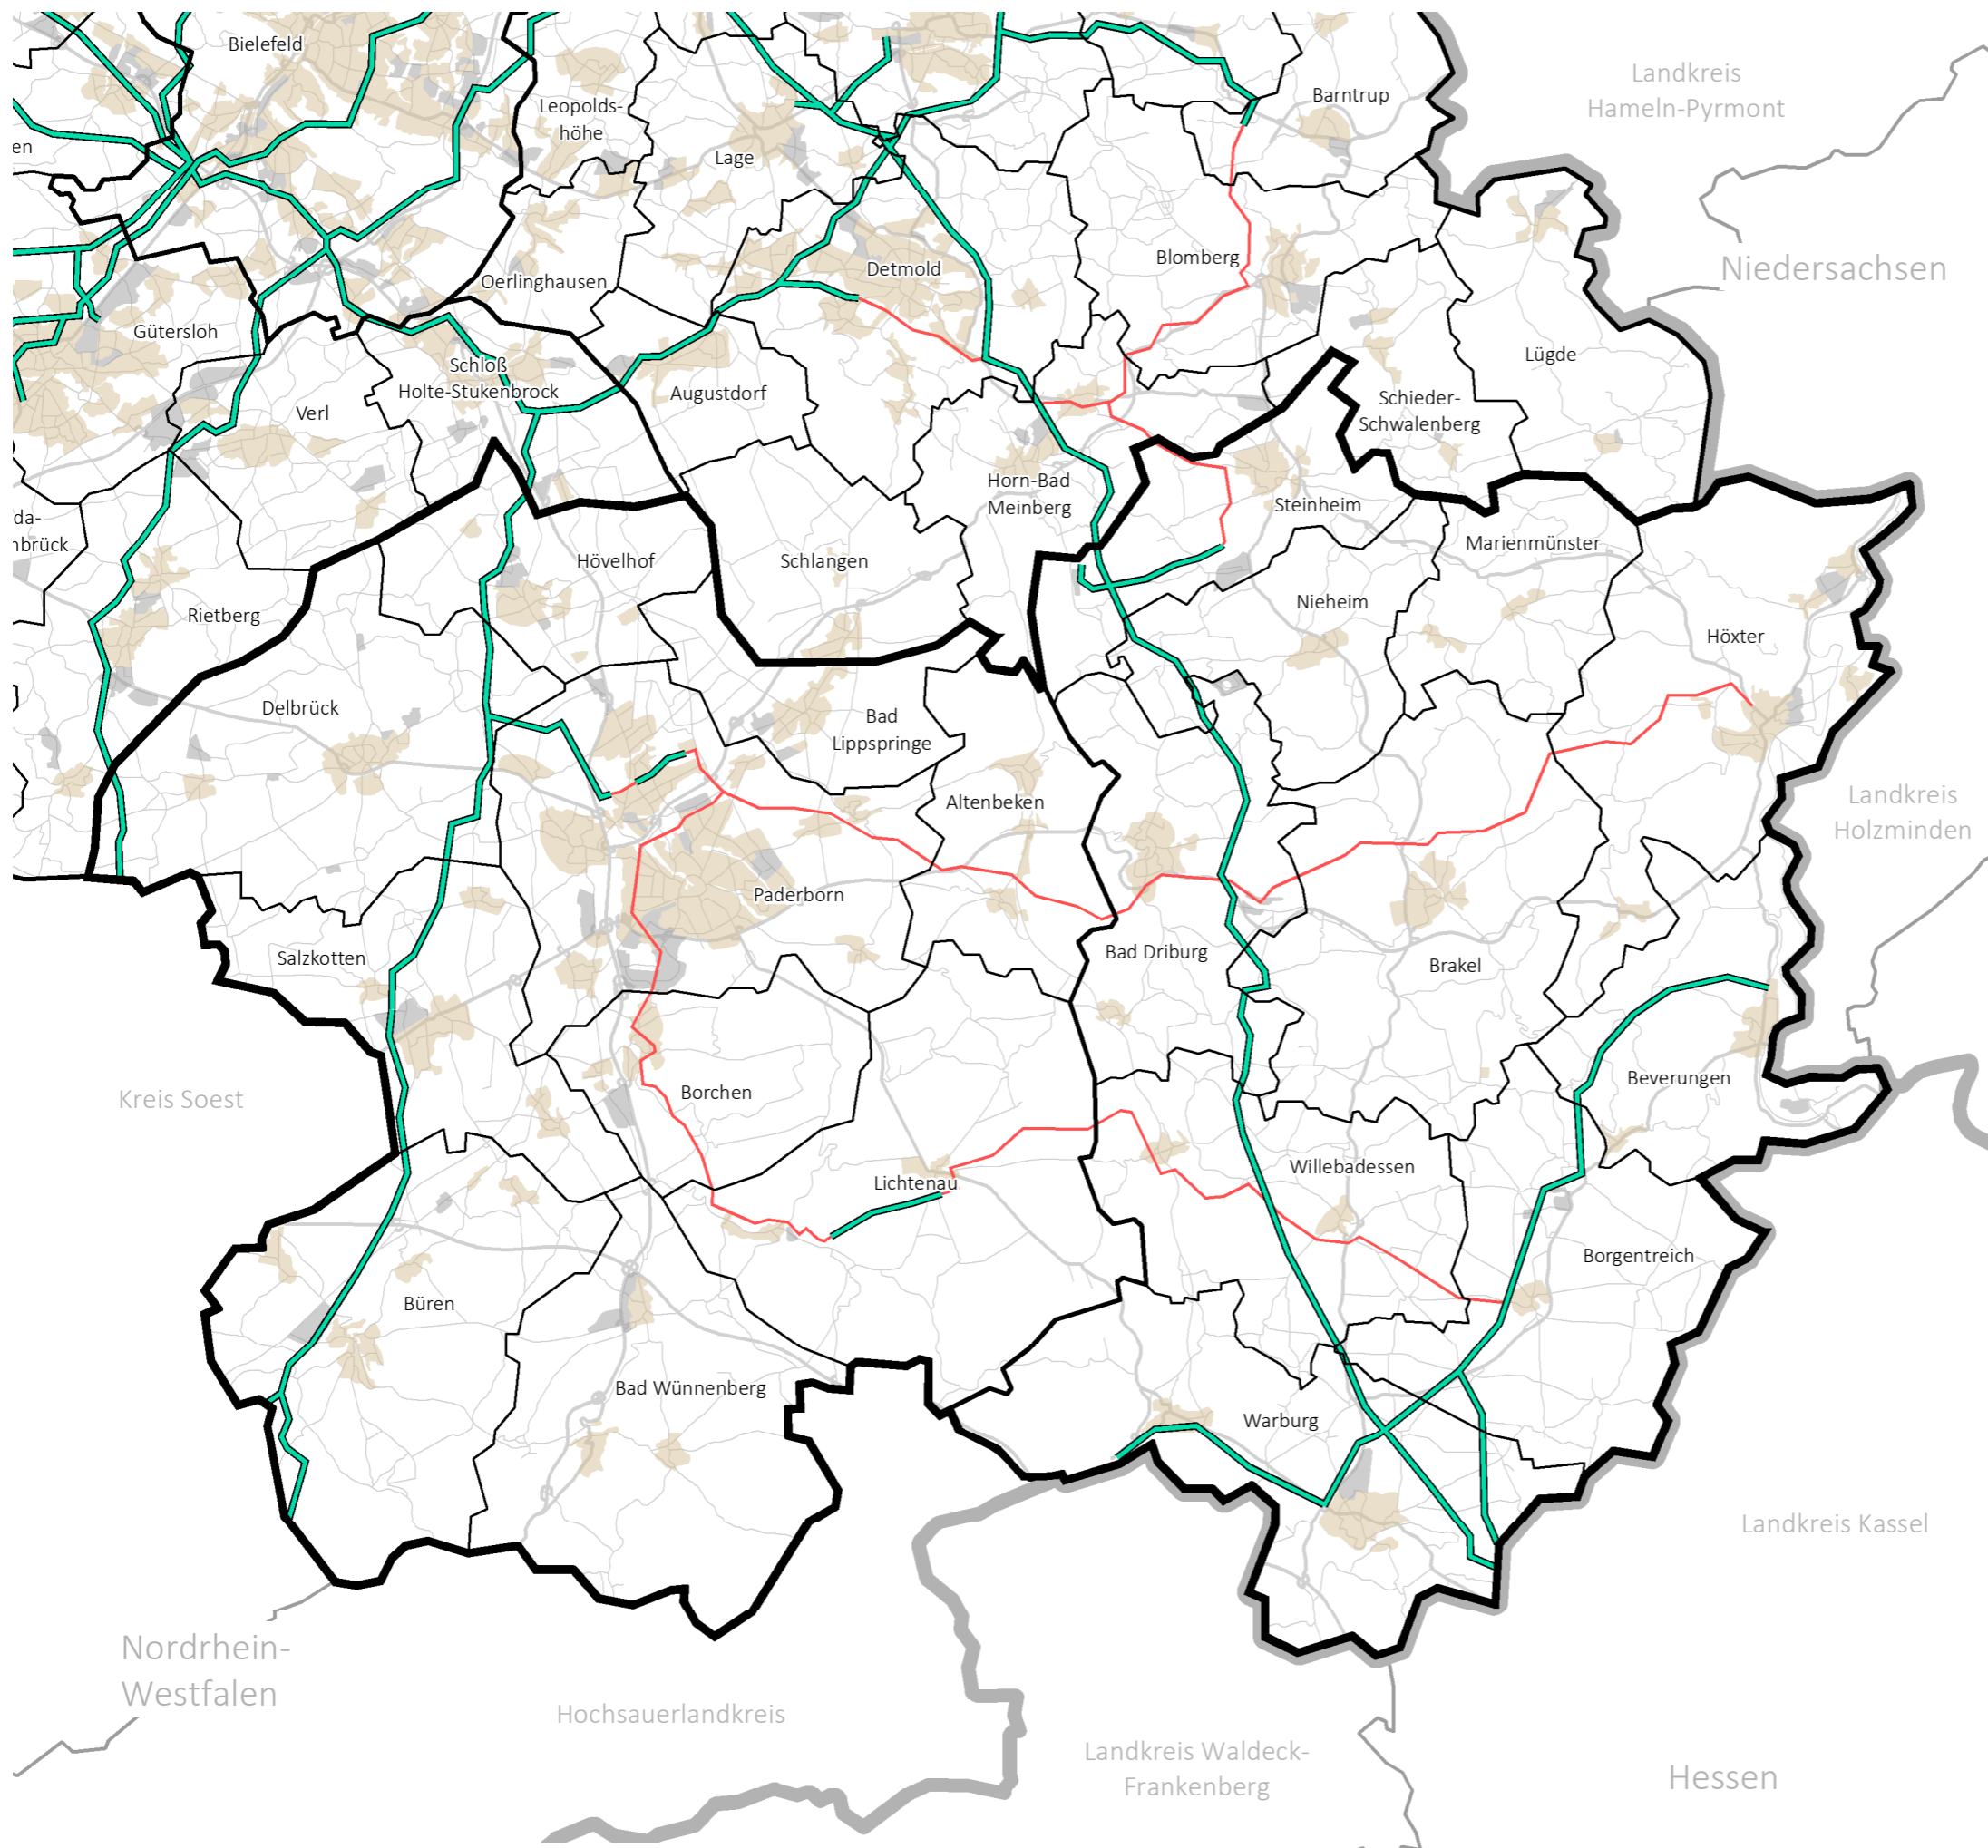 Bielefeld
Landkreis
Hameln-Pyrmont
Leopolds-
höhe
Barntrup
en
Lage
Blomberg
Niedersachsen
Detmold
Oerlinghausen
Gütersloh
Lügde
Schloß
Holte-Stukenbrock
Augustdorf
Verl
Schieder-
Schwalenberg
Horn-Bad
Meinberg
Steinheim
da-
nbrück
Marienmünster
Hövelhof
Schlangen
Nieheim
Rietberg
Höxter
Delbrück
Bad
Lippspringe
Altenbeken
Landkreis
Holzminden
Paderborn
Salzkotten
Bad Driburg
Brakel
Kreis Soest
Borchen
Beverungen
Lichtenau
Willebadessen
Borgentreich
Büren
Bad Wünnenberg
Warburg
Landkreis Kassel
Nordrhein-
Westfalen
Hochsauerlandkreis
Landkreis Waldeck-
Frankenberg
Hessen